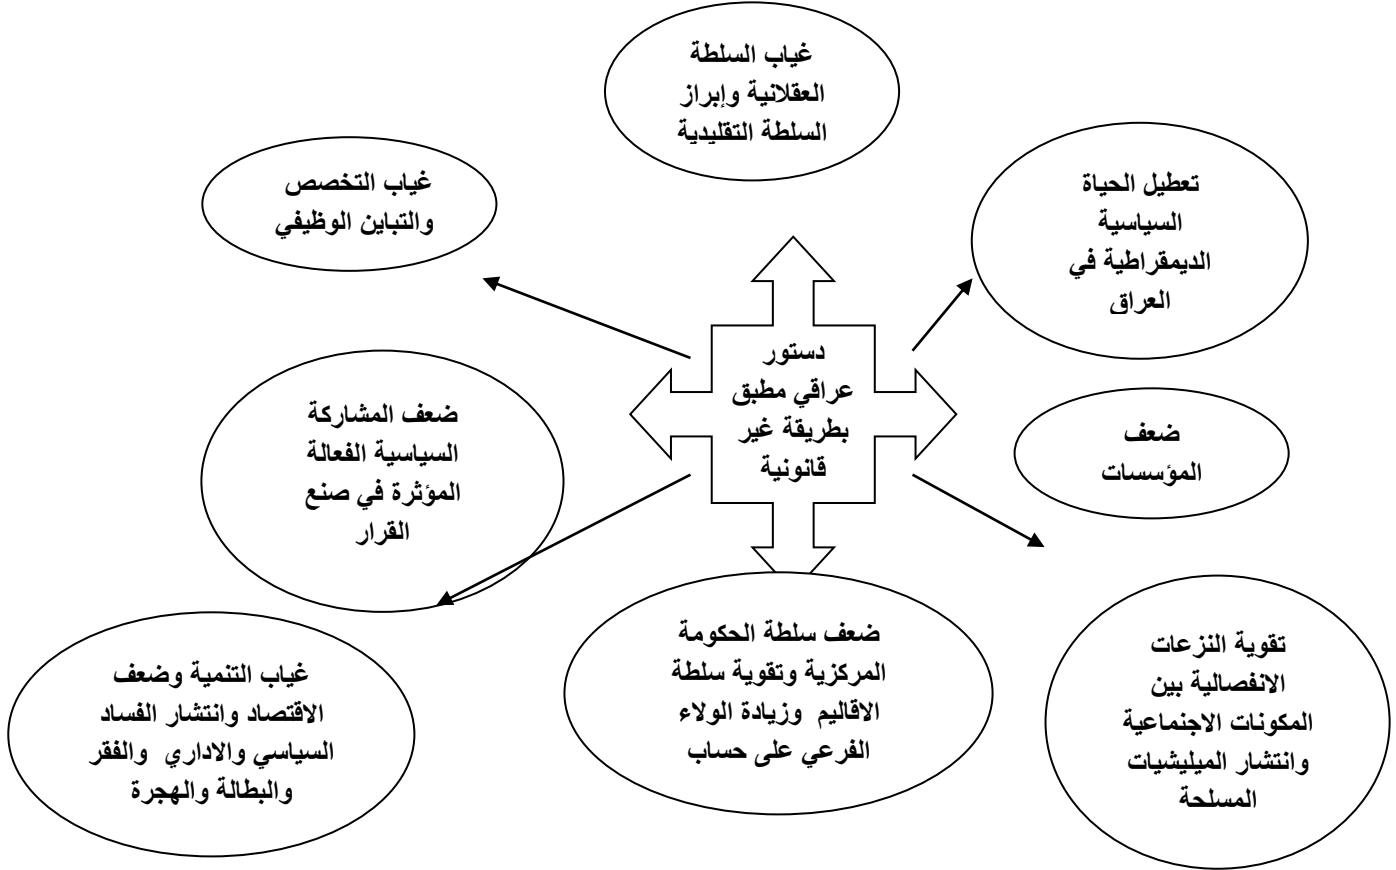 غياب السلطة
العقلانية وإبراز
السلطة التقليدية
تعطيل الحياة
السياسية
الديمقراطية في
العراق
غياب التخصص
والتباين الوظيفي
دستور
عراقي مطبق
بطريقة غير
قانونية
ضعف
المؤسسات
ضعف المشاركة
السياسية الفعالة
المؤثرة في صنع
القرار
تقوية النزعات
الانفصالية بين
المكونات الاجتماعية
وانتشار الميليشيات
المسلحة
ضعف سلطة الحكومة
المركزية وتقوية سلطة
الاقاليم وزيادة الولاء
الفرعي على حساب
غياب التنمية وضعف
الاقتصاد وانتشار الفساد
السياسي والاداري والفقر
والبطالة والهجرة